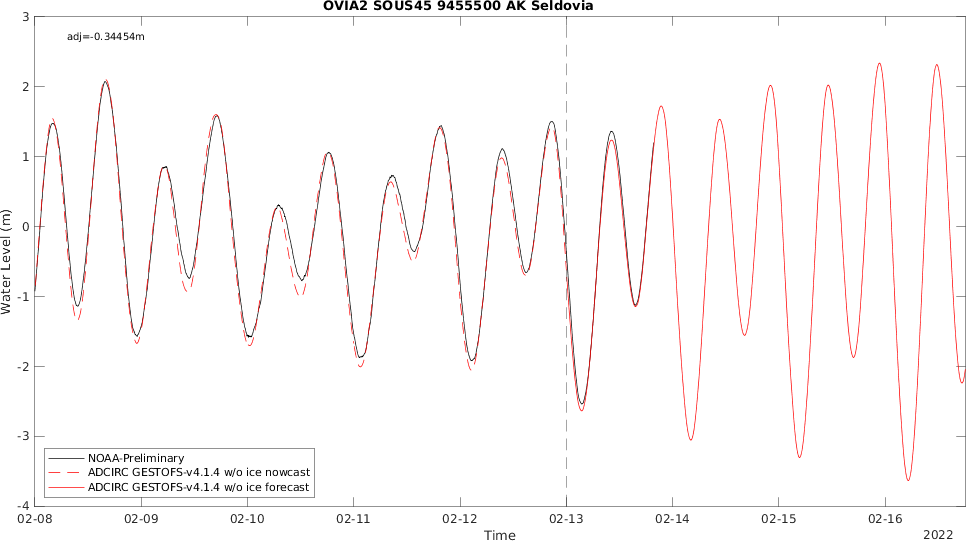 OVIA2 SOUS45 9455500 AK Seldovia
adj=-0.34454m
3
2
1
0
-1
-2
-3
-4
Water Level (m)
NOAA-Preliminary
ADCIRC GESTOFS-v4.1.4 w/o ice nowcast
ADCIRC GESTOFS-v4.1.4 w/o ice forecast
02-08 02-09 02-10 02-11 02-12 02-13 02-14 02-15 02-16
Time
2022